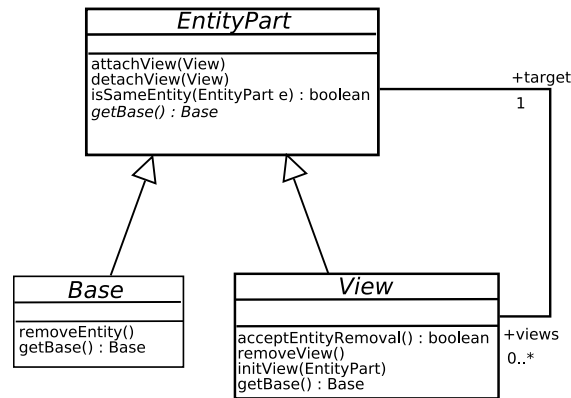 EntityPart
attachView(View)
detachView(View)
isSameEntity(EntityPart e) : boolean
getBase() : Base
+target
1
Base
removeEntity()
getBase() : Base
View
acceptEntityRemoval() : boolean
removeView()
initView(EntityPart)
getBase() : Base
+views
0..*